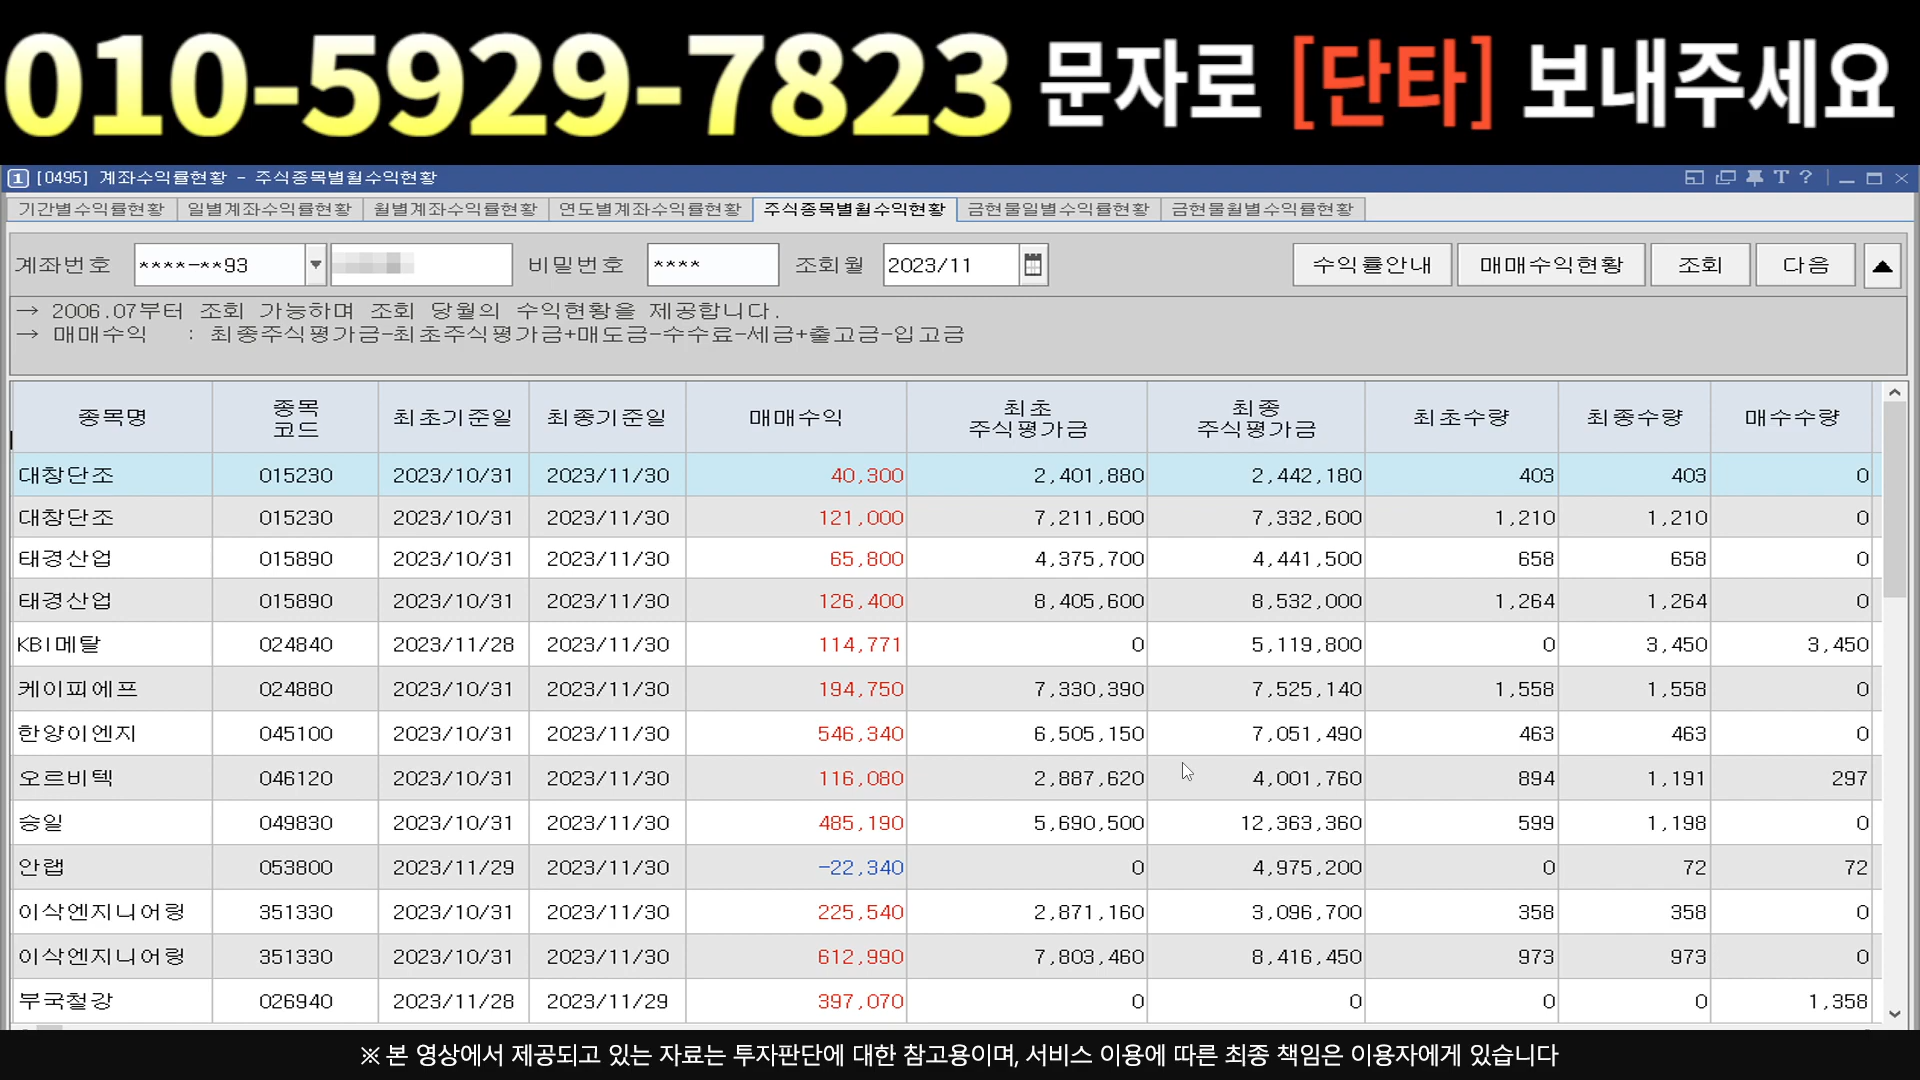 010-5929-7823 문자로 [단타] 보내주세요
1 [0495] 계좌수익률현황 - 주식종목별월수익현황
기간별수익률현황 일별계좌수익률현황 월별계좌수익률현황 연도별계좌수익률현황 주식종목별월수익현황 금현물일별수익률현황 금현물월별수익률현황
계좌번호 ****-**93 비밀번호 **** 조회월 2023/11 수익률안내 매매수익현황 조회 다음 ▲
→ 2006.07부터 조회 가능하며 조회 당월의 수익현황을 제공합니다.
→ 매매수익 : 최종주식평가금-최초주식평가금+매도금-수수료-세금+출고금-입고금
종목명 종목코드 최초기준일 최종기준일 매매수익 최초주식평가금 최종주식평가금 최초수량 최종수량 매수수량
대창단조 015230 2023/10/31 2023/11/30 40,300 2,401,880 2,442,180 403 403 0
대창단조 015230 2023/10/31 2023/11/30 121,000 7,211,600 7,332,600 1,210 1,210 0
태경산업 015890 2023/10/31 2023/11/30 65,800 4,375,700 4,441,500 658 658 0
태경산업 015890 2023/10/31 2023/11/30 126,400 8,405,600 8,532,000 1,264 1,264 0
KBI메탈 024840 2023/11/28 2023/11/30 114,771 0 5,119,800 0 3,450 3,450
케이피에프 024880 2023/10/31 2023/11/30 194,750 7,330,390 7,525,140 1,558 1,558 0
한양이엔지 045100 2023/10/31 2023/11/30 546,340 6,505,150 7,051,490 463 463 0
오르비텍 046120 2023/10/31 2023/11/30 116,080 2,887,620 4,001,760 894 1,191 297
승일 049830 2023/10/31 2023/11/30 485,190 5,690,500 12,363,360 599 1,198 0
안랩 053800 2023/11/29 2023/11/30 -22,340 0 4,975,200 0 72 72
이삭엔지니어링 351330 2023/10/31 2023/11/30 225,540 2,871,160 3,096,700 358 358 0
이삭엔지니어링 351330 2023/10/31 2023/11/30 612,990 7,803,460 8,416,450 973 973 0
부국철강 026940 2023/11/28 2023/11/29 397,070 0 0 0 0 1,358
※ 본 영상에서 제공되고 있는 자료는 투자판단에 대한 참고용이며, 서비스 이용에 따른 최종 책임은 이용자에게 있습니다